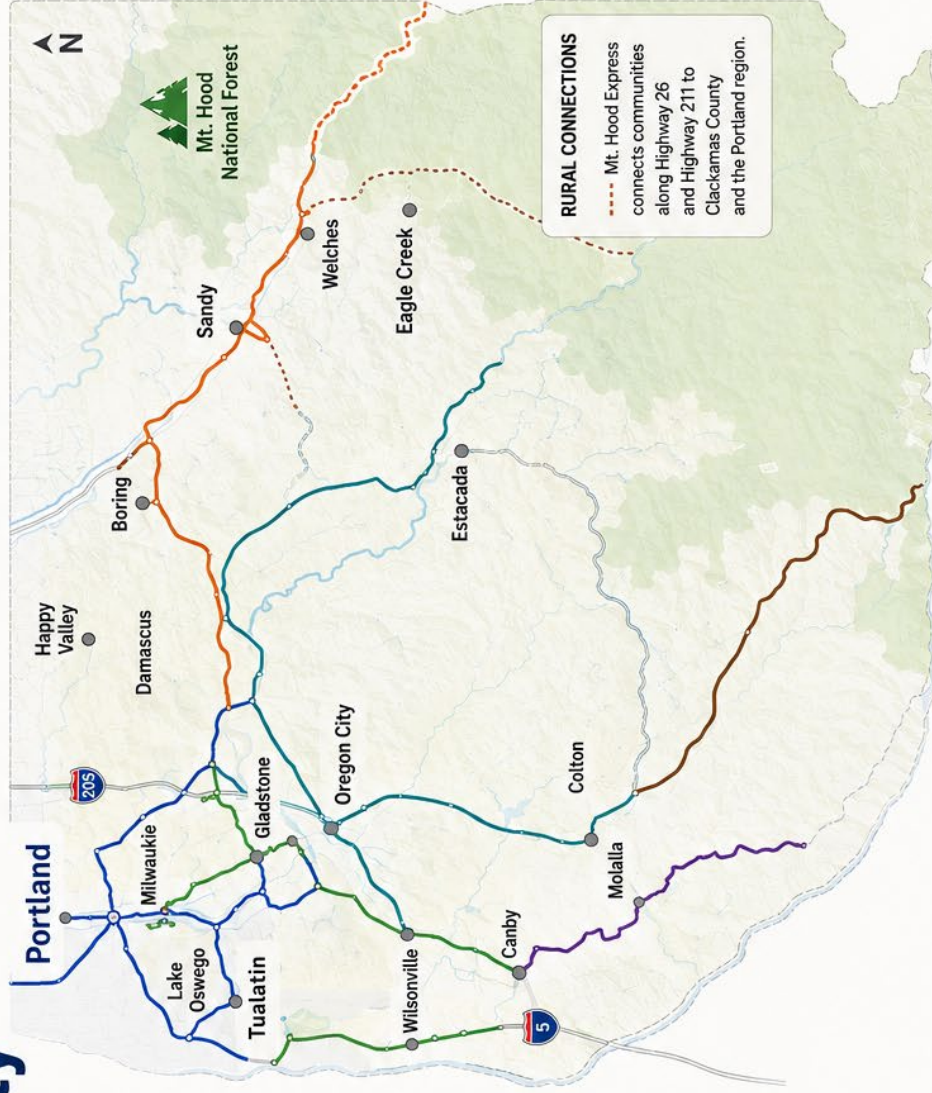 Portland
20S
Happy
Valley
N
Mt. Hood
National Forest
Milwaukie
Damascus
Boring
Sandy
Lake
Oswego
Tualatin
Gladstone
Welches
Oregon City
Eagle Creek
Wilsonville
Estacada
Canby
5
Colton
Molalla
RURAL CONNECTIONS
Mt. Hood Express
connects communities
along Highway 26
and Highway 211 to
Clackamas County
and the Portland region.